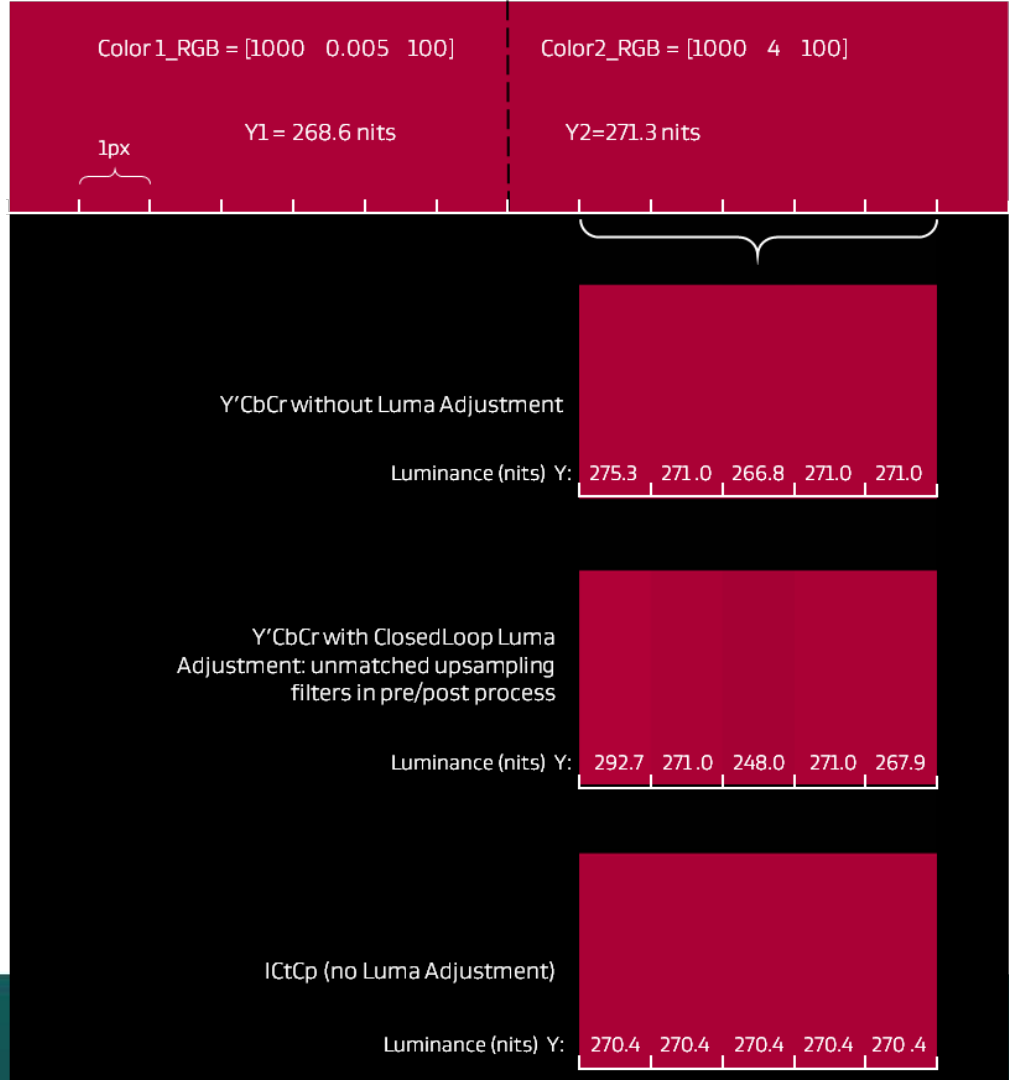 Color 1_RGB = [1000 0.005 100]
Color2_RGB = [1000 4 100]
Y1 = 268.6 nits
Y2=271.3 nits
1px
Y'CbCr without Luma Adjustment
Luminance (nits) Y: 275.3 271.0 266.8 271.0 271.0
Y'CbCr with ClosedLoop Luma
Adjustment: unmatched upsampling
filters in pre/post process
Luminance (nits) Y: 292.7 271.0 248.0 271.0 267.9
ICtCp (no Luma Adjustment)
Luminance (nits) Y: 270.4 270.4 270.4 270.4 270 .4